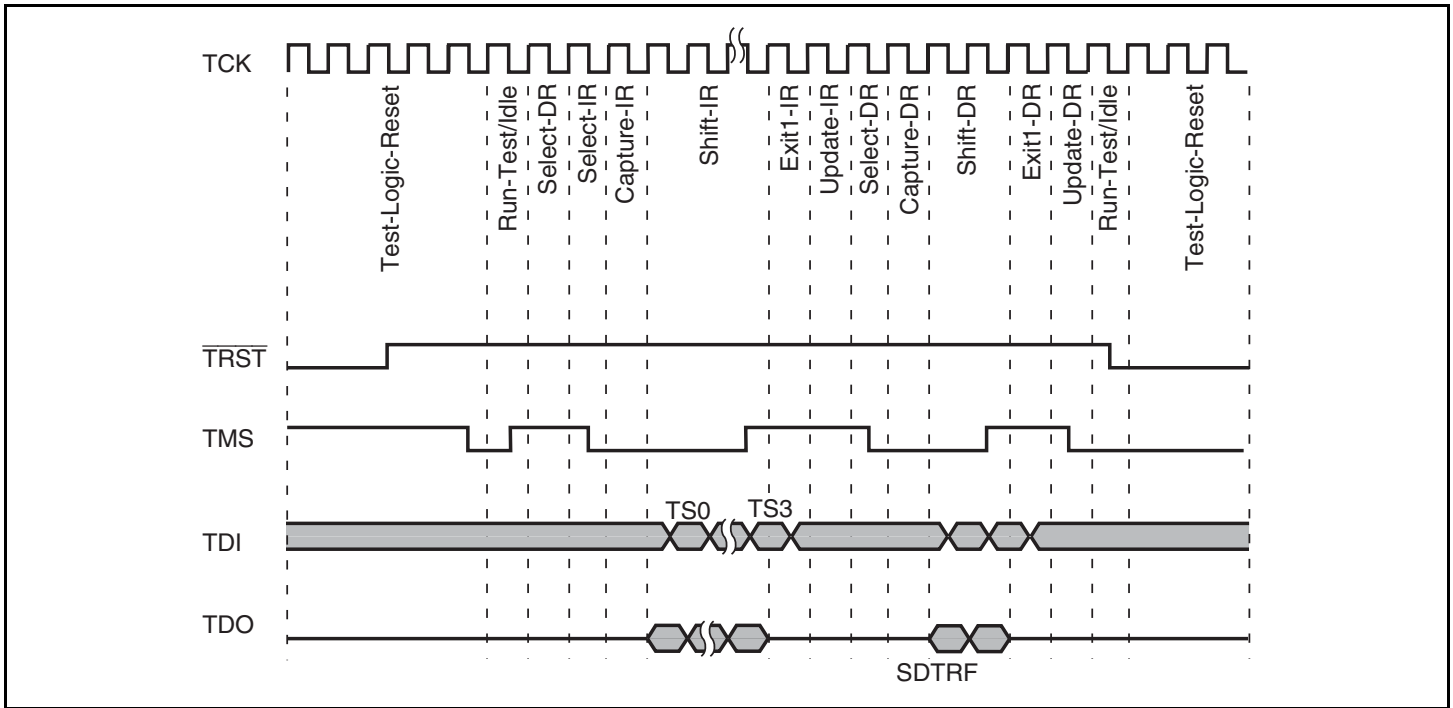 TCK
Test-Logic-Reset
Run-Test/Idle
Select-DR
Select-IR
Capture-IR
Shift-IR
Exit1-IR
Update-IR
Select-DR
Capture-DR
Shift-DR
Exit1-DR
Update-DR
Run-Test/Idle
Test-Logic-Reset
TRST
TMS
TS0
TS3
TDI
TDO
SDTRF